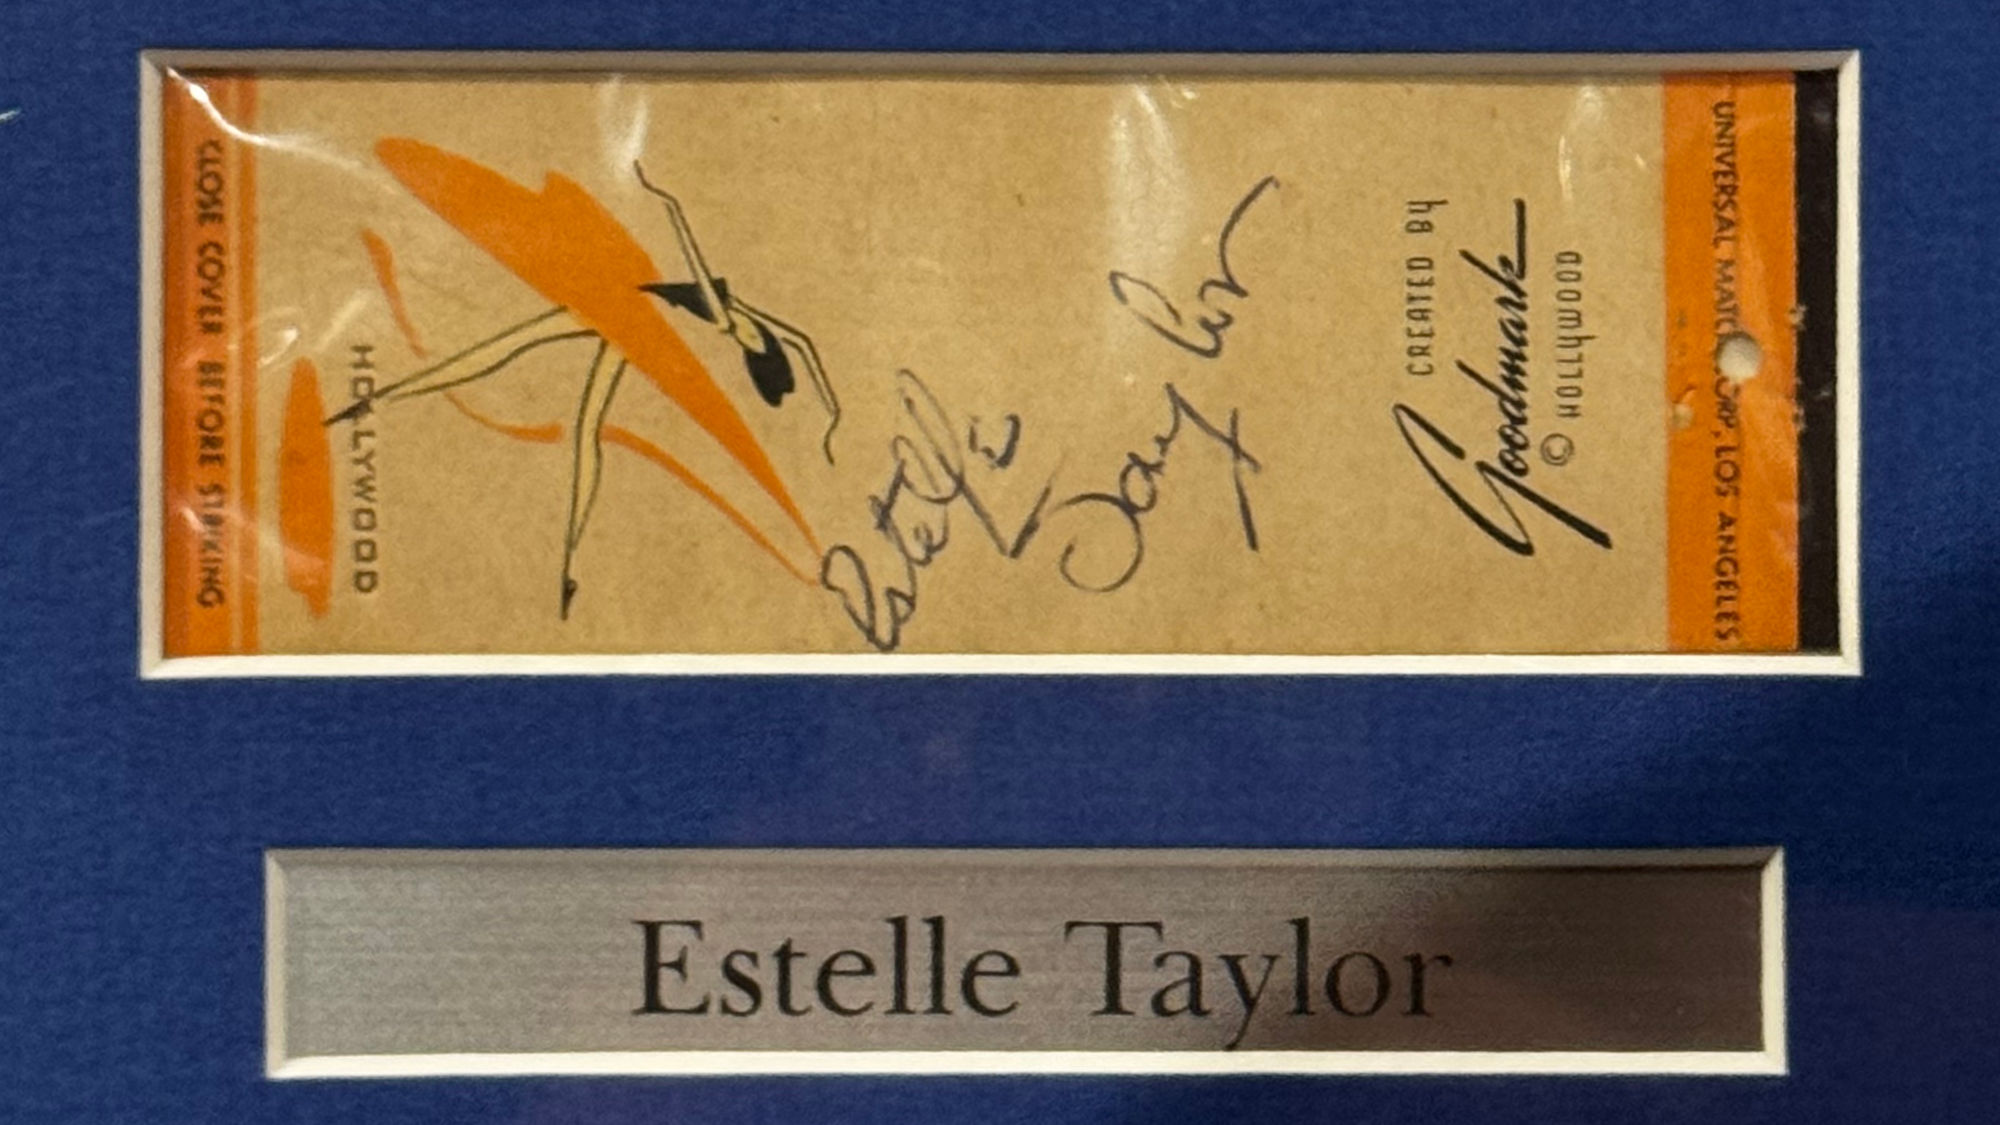 CLOSE COVER BEFORE STRIKING
HOLLYWOOD
Estelle
Taylor
CREATED BY
Goodmark
© HOLLYWOOD
UNIVERSAL MATCH CORP., LOS ANGELES
Estelle Taylor